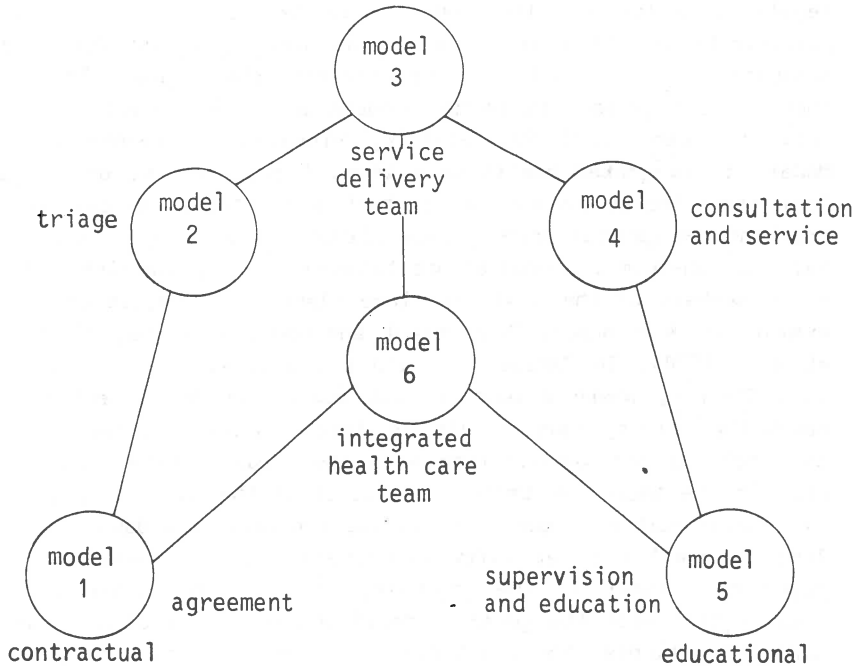 model
3
service
delivery
team
model
2
triage
model
4
consultation
and service
model
6
integrated
health care
team
model
1
agreement
contractual
supervision
and education
model
5
educational